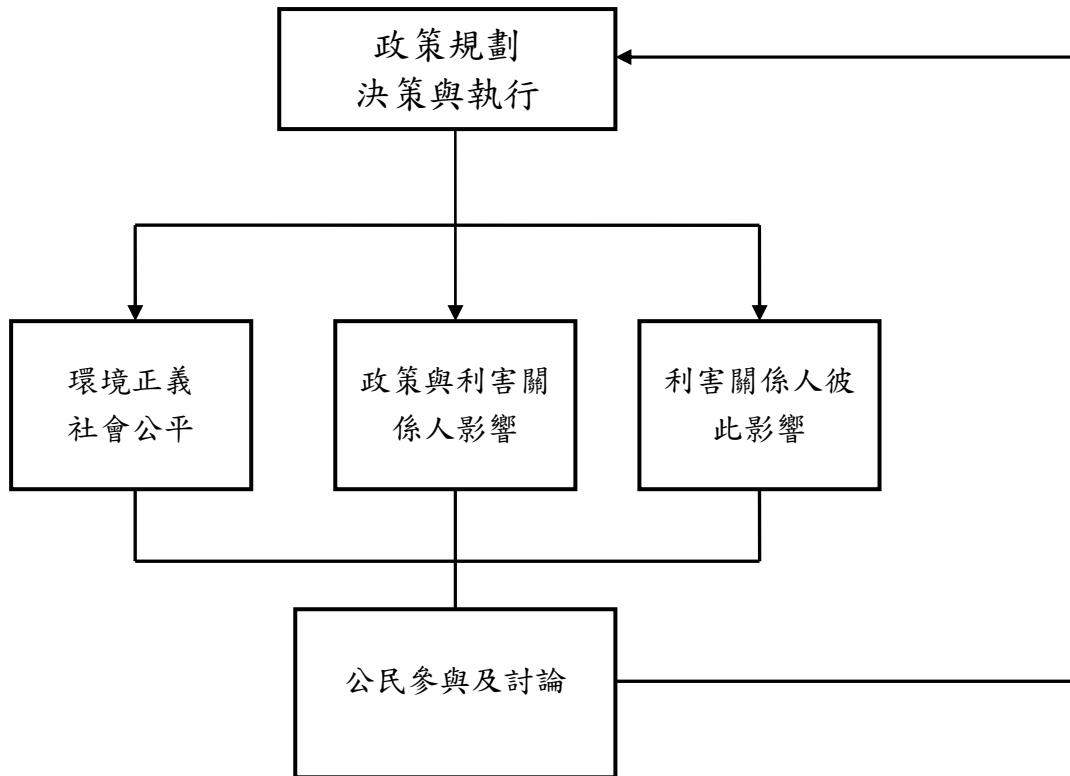 政策規劃
決策與執行
環境正義
社會公平
政策與利害關
係人影響
利害關係人彼
此影響
公民參與及討論